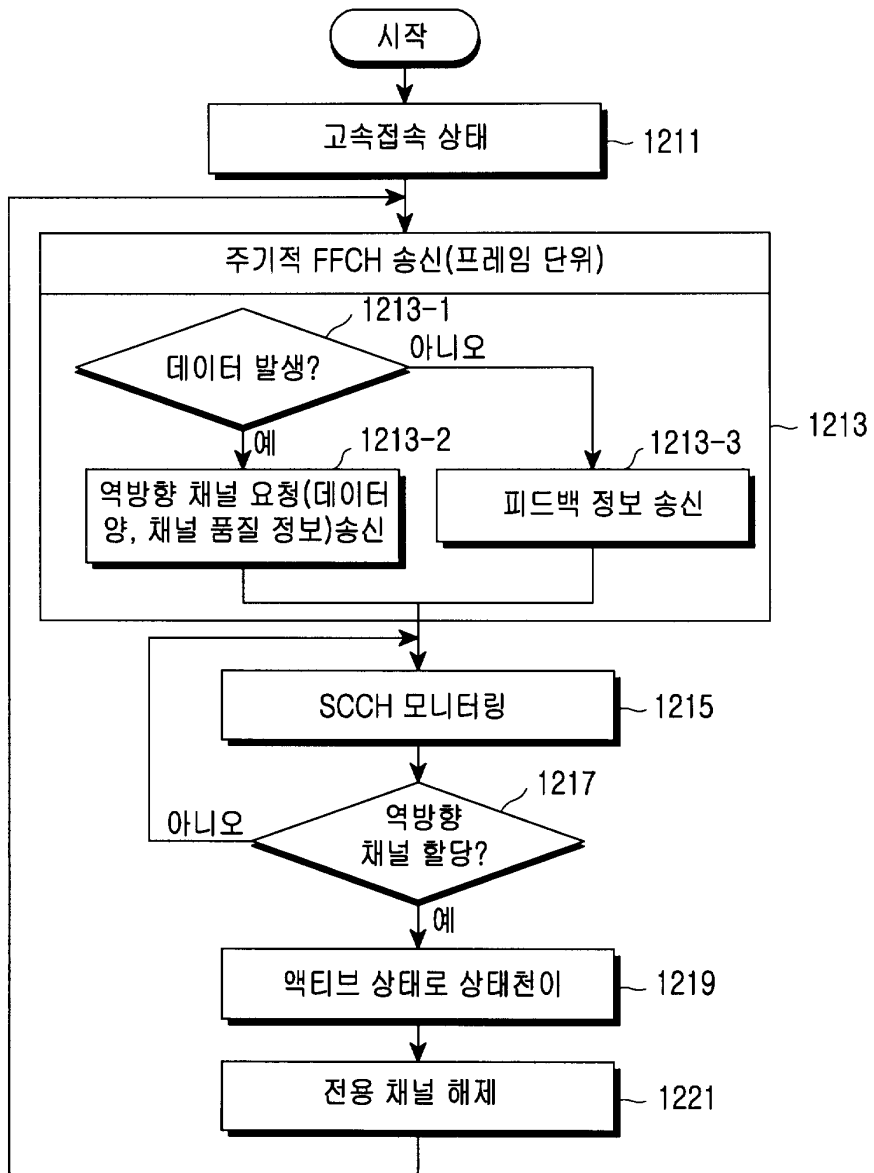 시작
고속접속 상태
1211
주기적 FFCH 송신(프레임 단위)
1213-1
데이터 발생?
아니오
예
1213-2
역방향 채널 요청(데이터
양, 채널 품질 정보)송신
1213-3
피드백 정보 송신
1213
SCCH 모니터링
1215
1217
역방향
채널 할당?
아니오
예
액티브 상태로 상태천이
1219
전용 채널 해제
1221